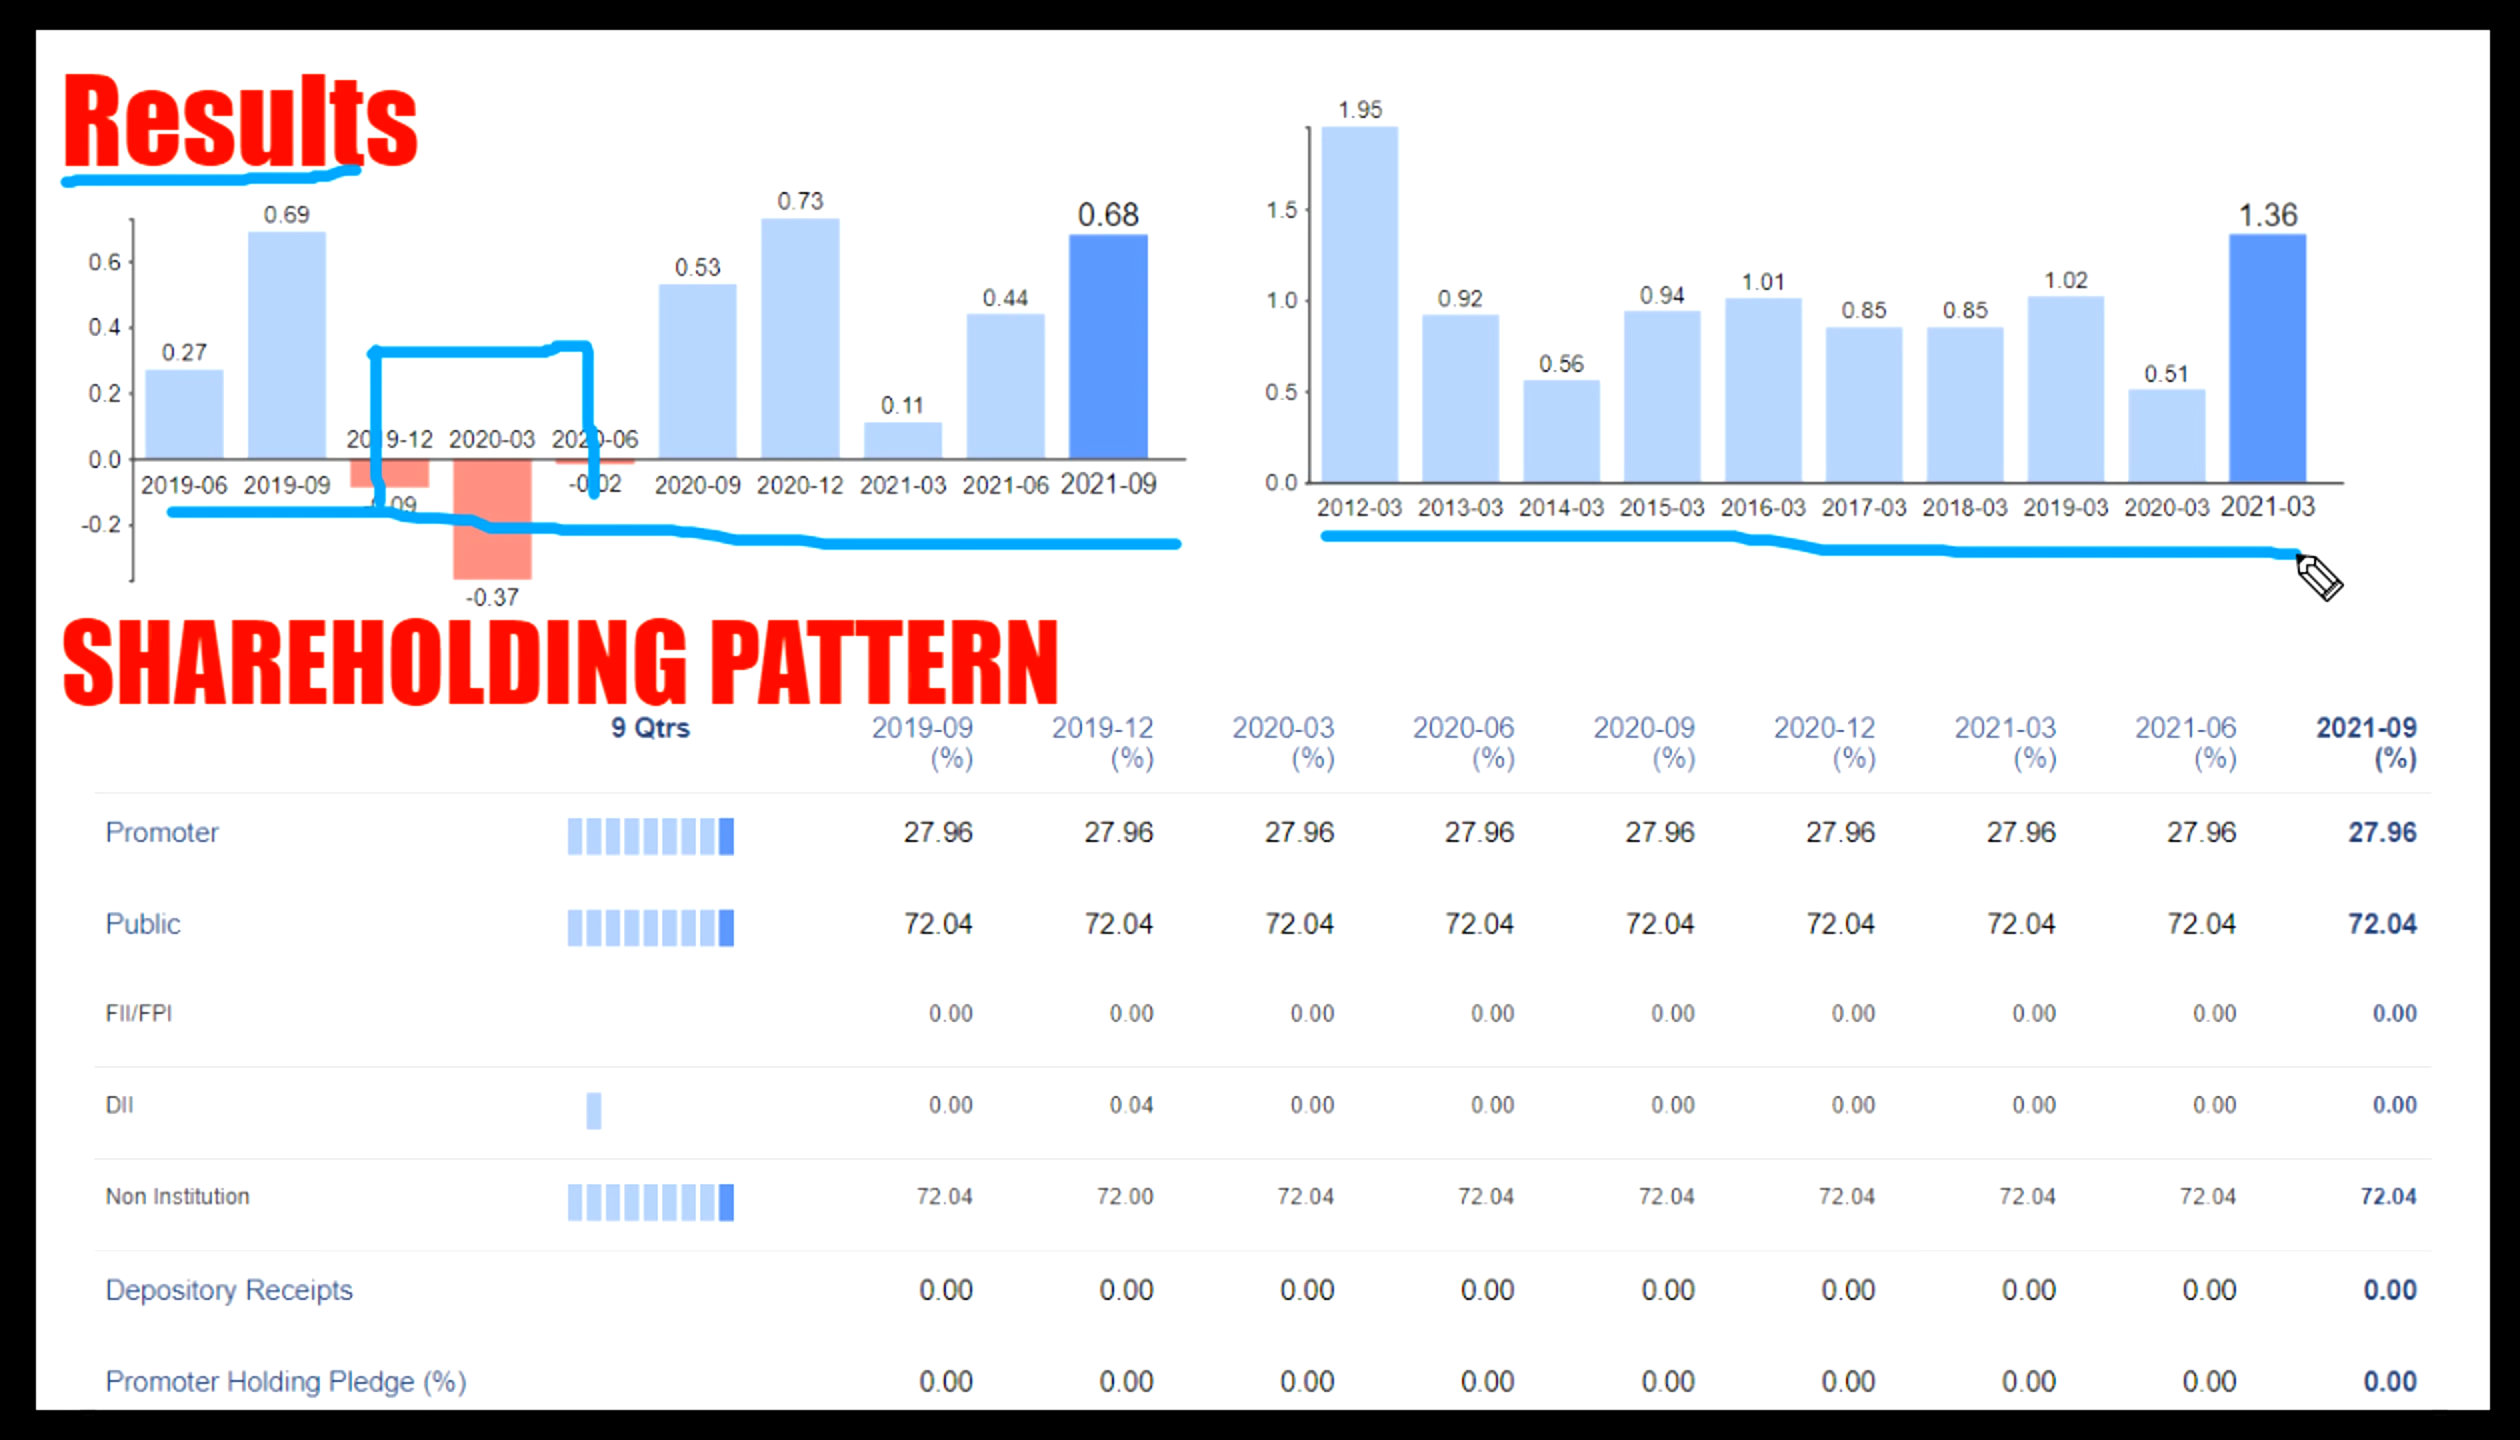 Results
0.69
0.73
0.68
0.53
0.44
0.27
0.11
0.6
0.4
0.2
0.0
-0.2
2019-12 2020-03 2020-06
2019-06 2019-09 -0.02 2020-09 2020-12 2021-03 2021-06 2021-09
-0.09
-0.37
1.95
1.36
1.5
1.0
0.5
0.0
0.92
0.56
0.94
1.01
0.85
0.85
1.02
0.51
2012-03 2013-03 2014-03 2015-03 2016-03 2017-03 2018-03 2019-03 2020-03 2021-03
SHAREHOLDING PATTERN
9 Qtrs 2019-09 2019-12 2020-03 2020-06 2020-09 2020-12 2021-03 2021-06 2021-09
(%) (%) (%) (%) (%) (%) (%) (%) (%)
Promoter 27.96 27.96 27.96 27.96 27.96 27.96 27.96 27.96 27.96
Public 72.04 72.04 72.04 72.04 72.04 72.04 72.04 72.04 72.04
FII/FPI 0.00 0.00 0.00 0.00 0.00 0.00 0.00 0.00 0.00
DII 0.00 0.04 0.00 0.00 0.00 0.00 0.00 0.00 0.00
Non Institution 72.04 72.00 72.04 72.04 72.04 72.04 72.04 72.04 72.04
Depository Receipts 0.00 0.00 0.00 0.00 0.00 0.00 0.00 0.00 0.00
Promoter Holding Pledge (%) 0.00 0.00 0.00 0.00 0.00 0.00 0.00 0.00 0.00